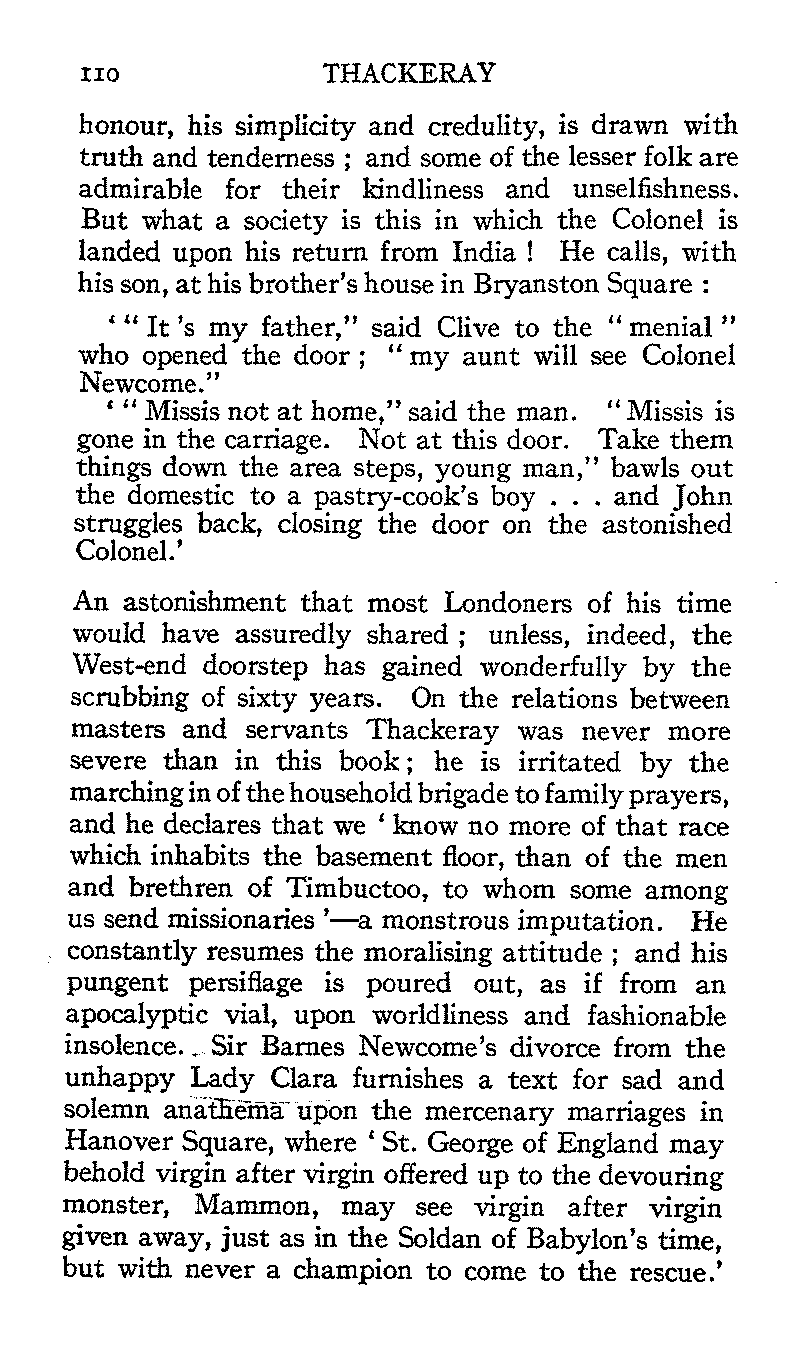 110 THACKERAY
honour, his simplicity and credulity, is drawn with
truth and tenderness ; and some of the lesser folk are
admirable for their kindliness and unselfishness.
But what a society is this in which the Colonel is
landed upon his return from India ! He calls, with
his son, at his brother's house in Bryanston Square :
‘ “ It 's my father,” said Clive to the “ menial ”
who opened the door ; “ my aunt will see Colonel
Newcome.”
‘ “ Missis not at home,” said the man. “ Missis is
gone in the carriage. Not at this door. Take them
things down the area steps, young man,” bawls out
the domestic to a pastry-cook's boy . . . and John
struggles back, closing the door on the astonished
Colonel.’
An astonishment that most Londoners of his time
would have assuredly shared ; unless, indeed, the
West-end doorstep has gained wonderfully by the
scrubbing of sixty years. On the relations between
masters and servants Thackeray was never more
severe than in this book ; he is irritated by the
marching in of the household brigade to family prayers,
and he declares that we ‘ know no more of that race
which inhabits the basement floor, than of the men
and brethren of Timbuctoo, to whom some among
us send missionaries ’—a monstrous imputation. He
constantly resumes the moralising attitude ; and his
pungent persiflage is poured out, as if from an
apocalyptic vial, upon worldliness and fashionable
insolence. Sir Barnes Newcome's divorce from the
unhappy Lady Clara furnishes a text for sad and
solemn anathema upon the mercenary marriages in
Hanover Square, where ‘ St. George of England may
behold virgin after virgin offered up to the devouring
monster, Mammon, may see virgin after virgin
given away, just as in the Soldan of Babylon's time,
but with never a champion to come to the rescue.’